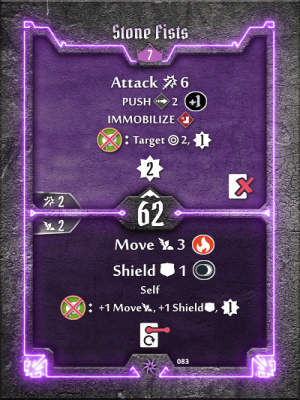 Stone Fists
7
Attack 6
PUSH 2 +1
IMMOBILIZE
: Target 2, 1
2
2
62
2
Move 3
Shield 1
Self
: +1 Move, +1 Shield, 1
083